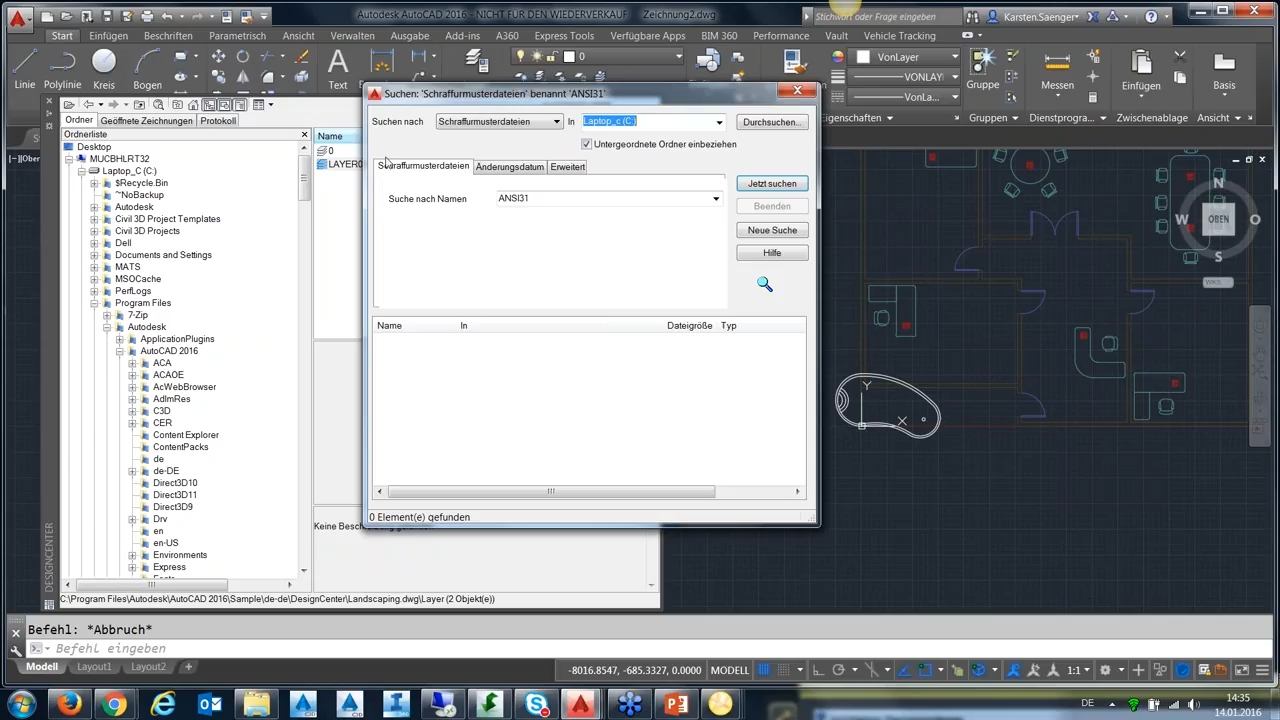 Autodesk AutoCAD 2016 - NICHT FÜR DEN WIEDERVERKAUF Zeichnung2.dwg
Stichwort oder Frage eingeben
Karsten.Saenger
Start Einfügen Beschriften Parametrisch Ansicht Verwalten Ausgabe Add-ins A360 Express Tools Verfügbare Apps BIM 360 Performance Vault Vehicle Tracking
0
VonLayer
VONLAY
VonLa...
Linie Polylinie Kreis Bogen
Gruppe Messen Einfügen Basis
Eigenschaften
Gruppen
Dienstprogramme
Zwischenablage
Ansicht
Suchen: 'Schraffurmusterdateien' benannt 'ANSI31'
Suchen nach Schraffurmusterdateien In Laptop_c (C:) Durchsuchen...
Untergeordnete Ordner einbeziehen
Schraffurmusterdateien Änderungsdatum Erweitert
Jetzt suchen
Suche nach Namen ANSI31
Beenden
Neue Suche
Hilfe
Name In Dateigröße Typ
0 Element(e) gefunden
Ordner Geöffnete Zeichnungen Protokoll
Ordnerliste
Name
0
LAYER0
Desktop
MUCBHLRT32
Laptop_C (C:)
$Recycle.Bin
~NoBackup
Autodesk
Civil 3D Project Templates
Civil 3D Projects
Dell
Documents and Settings
MATS
MSOCache
PerfLogs
Program Files
7-Zip
Autodesk
ApplicationPlugins
AutoCAD 2016
ACA
ACAOE
AcWebBrowser
AdImRes
C3D
CER
Content Explorer
ContentPacks
de
de-DE
Direct3D10
Direct3D11
Direct3D9
Drv
en
en-US
Environments
Express
Fonts
DESIGNCENTER
C:\Program Files\Autodesk\AutoCAD 2016\Sample\de-de\DesignCenter\Landscaping.dwg\Layer (2 Objekt(e))
N
W OBEN O
S
WKS
Y
X
Befehl: *Abbruch*
Befehl eingeben
Modell Layout1 Layout2 +
-8016.8547, -685.3327, 0.0000 MODELL
1:1
DE
14:35
14.01.2016